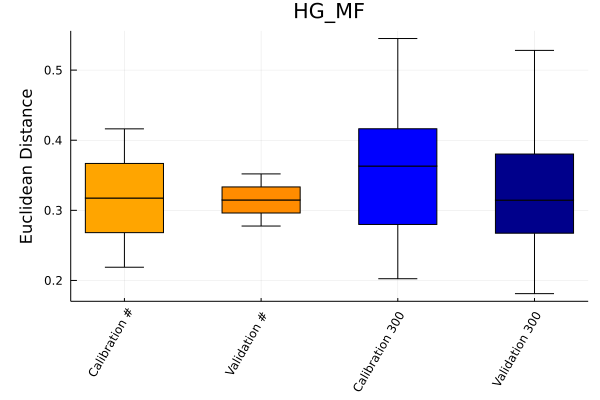 HG_MF
Euclidean Distance
0.5
0.4
0.3
0.2
Calibration #
Validation #
Calibration 300
Validation 300